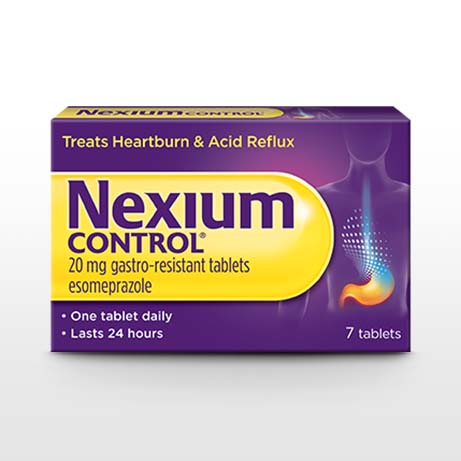 Nexium CONTROL®
Treats Heartburn & Acid Reflux
Nexium
CONTROL®
20 mg gastro-resistant tablets
esomeprazole
• One tablet daily
• Lasts 24 hours
7 tablets